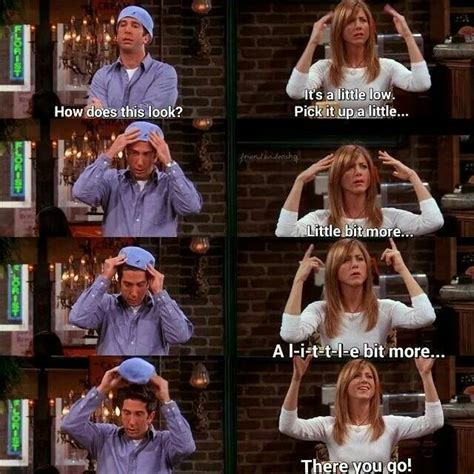 FLORIST
How does this look?
It's a little low.
Pick it up a little...
FLORIST
Little bit more...
FLORIST
A l-i-t-t-l-e bit more...
FLORIST
There you go!